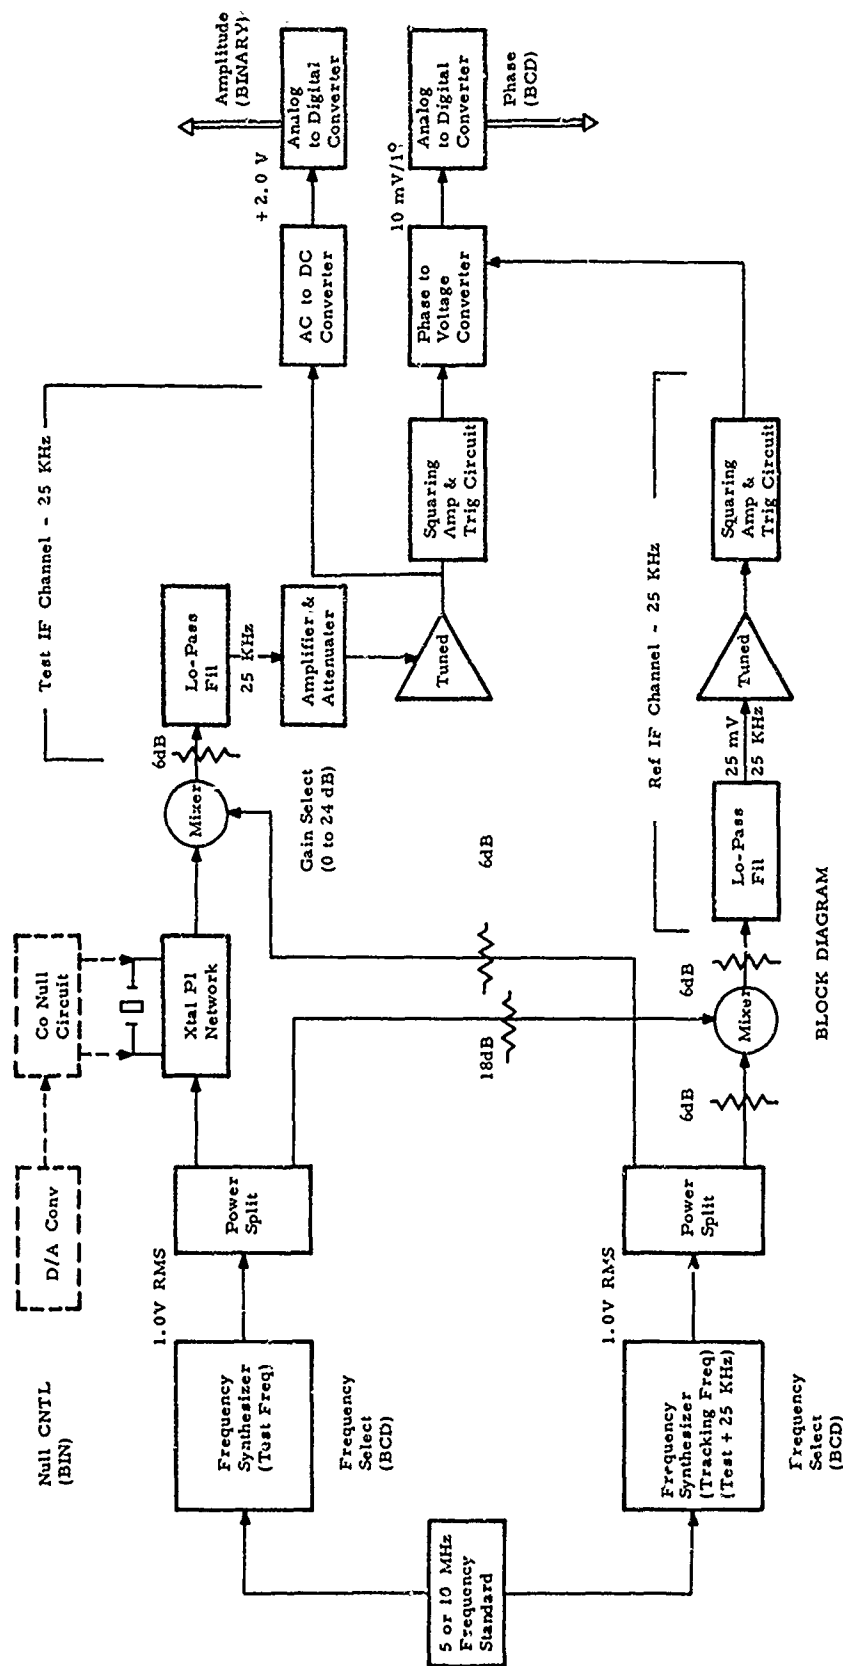 Null CNTL
(BIN)
D/A Conv
Co Null
Circuit
5 or 10 MHz
Frequency
Standard
Frequency
Synthesizer
(Test Freq)
Frequency
Select
(BCD)
1.0V RMS
Power
Split
Xtal PI
Network
Mixer
6dB
Gain Select
(0 to 24 dB)
Test IF Channel - 25 KHz
Lo-Pass
Fil
25 KHz
Amplifier &
Attenuater
Tuned
Squaring
Amp &
Trig Circuit
AC to DC
Converter
+2.0 V
Analog
to Digital
Converter
Amplitude
(BINARY)
Phase to
Voltage
Converter
10 mV/1°
Analog
to Digital
Converter
Phase
(BCD)
18dB
6dB
Frequency
Synthesizer
(Tracking Freq)
(Test + 25 KHz)
Frequency
Select
(BCD)
1.0V RMS
Power
Split
6dB
Mixer
6dB
Ref IF Channel - 25 KHz
Lo-Pass
Fil
25 mV
25 KHz
Tuned
Squaring
Amp &
Trig Circuit
BLOCK DIAGRAM